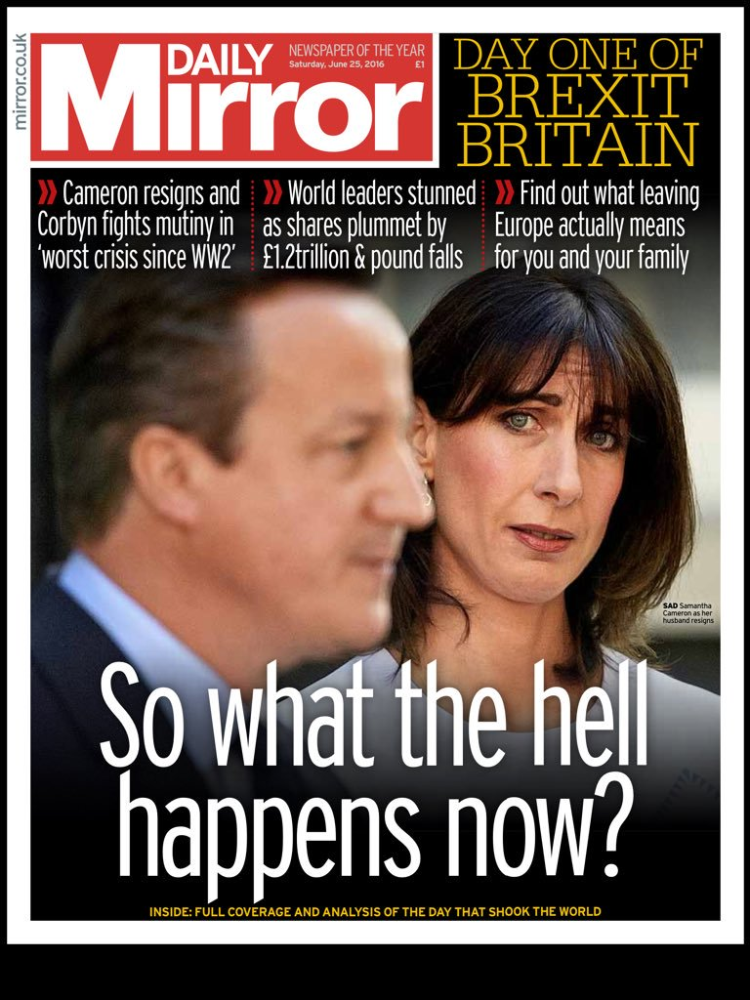 mirror.co.uk
DAILY
Mirror
NEWSPAPER OF THE YEAR
Saturday, June 25, 2016 £1
DAY ONE OF
BREXIT
BRITAIN
» Cameron resigns and
Corbyn fights mutiny in
‘worst crisis since WW2’
» World leaders stunned
as shares plummet by
£1.2trillion & pound falls
» Find out what leaving
Europe actually means
for you and your family
SAD Samantha
Cameron as her
husband resigns
So what the hell
happens now?
INSIDE: FULL COVERAGE AND ANALYSIS OF THE DAY THAT SHOOK THE WORLD